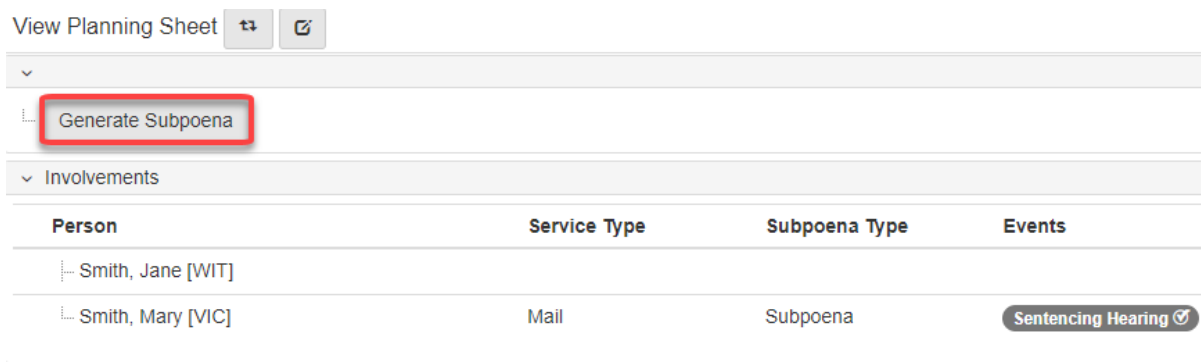 View Planning Sheet
Generate Subpoena
Involvements
Person Service Type Subpoena Type Events
Smith, Jane [WIT]
Smith, Mary [VIC] Mail Subpoena Sentencing Hearing